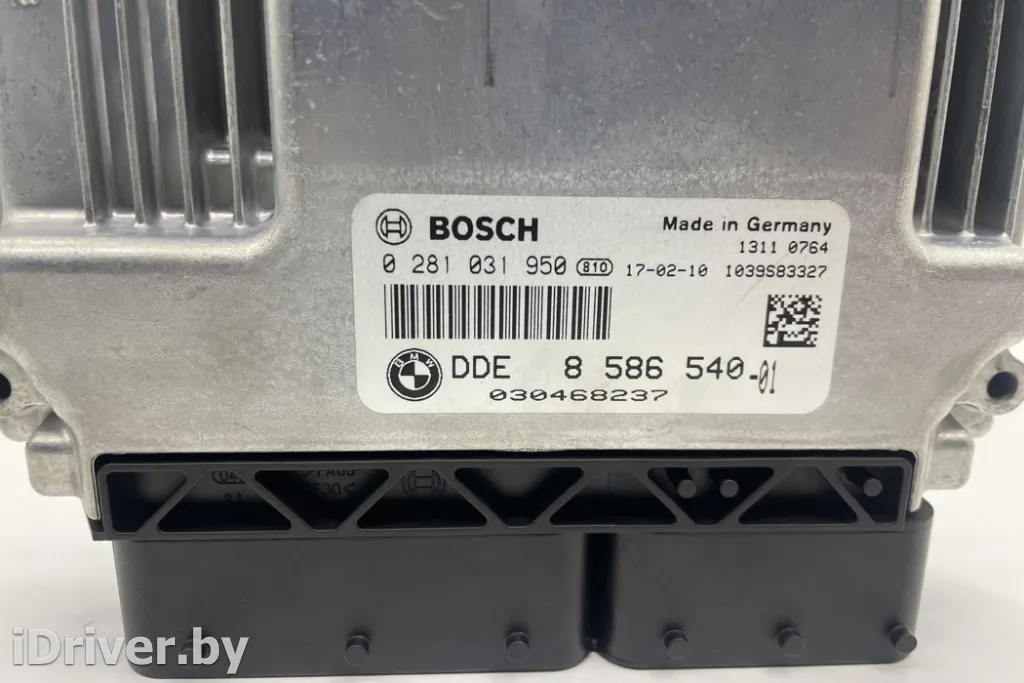 BOSCH Made in Germany
1311 0764
0 281 031 950 810 17-02-10 1039S83327
BMW DDE 8 586 540-01
030468237
iDriver.by